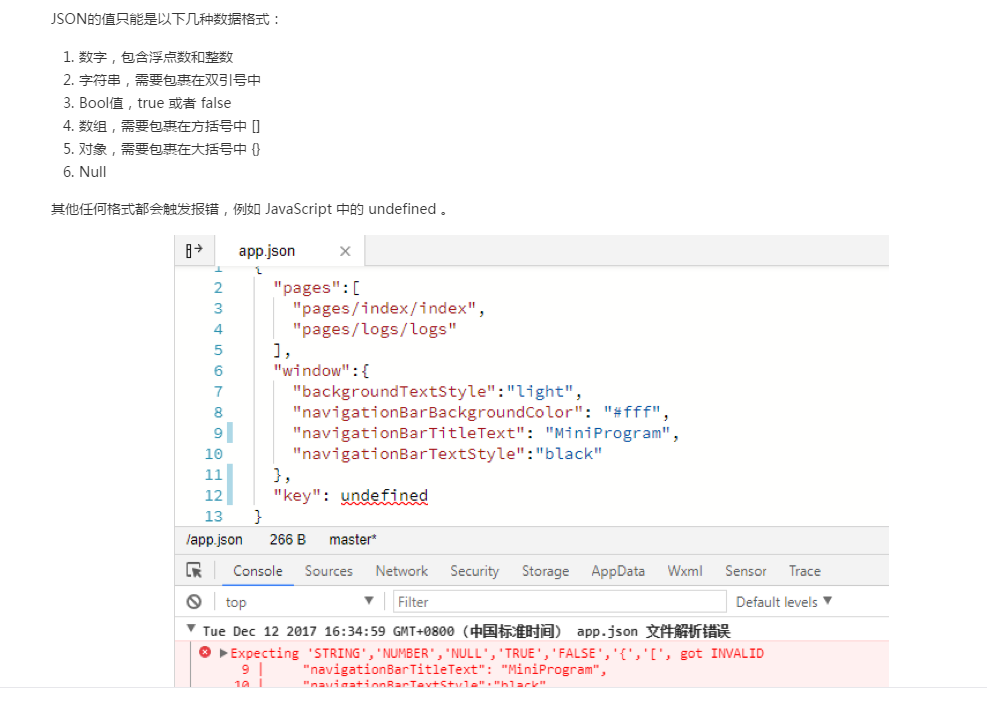 JSON的值只能是以下几种数据格式：
1. 数字，包含浮点数和整数
2. 字符串，需要包裹在双引号中
3. Bool值，true 或者 false
4. 数组，需要包裹在方括号中 []
5. 对象，需要包裹在大括号中 {}
6. Null
其他任何格式都会触发报错，例如 JavaScript 中的 undefined 。
app.json ×
1 {
2 "pages":[
3 "pages/index/index",
4 "pages/logs/logs"
5 ],
6 "window":{
7 "backgroundTextStyle":"light",
8 "navigationBarBackgroundColor": "#fff",
9 "navigationBarTitleText": "MiniProgram",
10 "navigationBarTextStyle":"black"
11 },
12 "key": undefined
13 }
/app.json 266 B master*
Console Sources Network Security Storage AppData Wxml Sensor Trace
top ▼ Filter Default levels ▼
▼ Tue Dec 12 2017 16:34:59 GMT+0800 (中国标准时间) app.json 文件解析错误
▶Expecting 'STRING','NUMBER','NULL','TRUE','FALSE','{','[', got INVALID
9 | "navigationBarTitleText": "MiniProgram",
10 | "navigationBarTextStyle":"black"